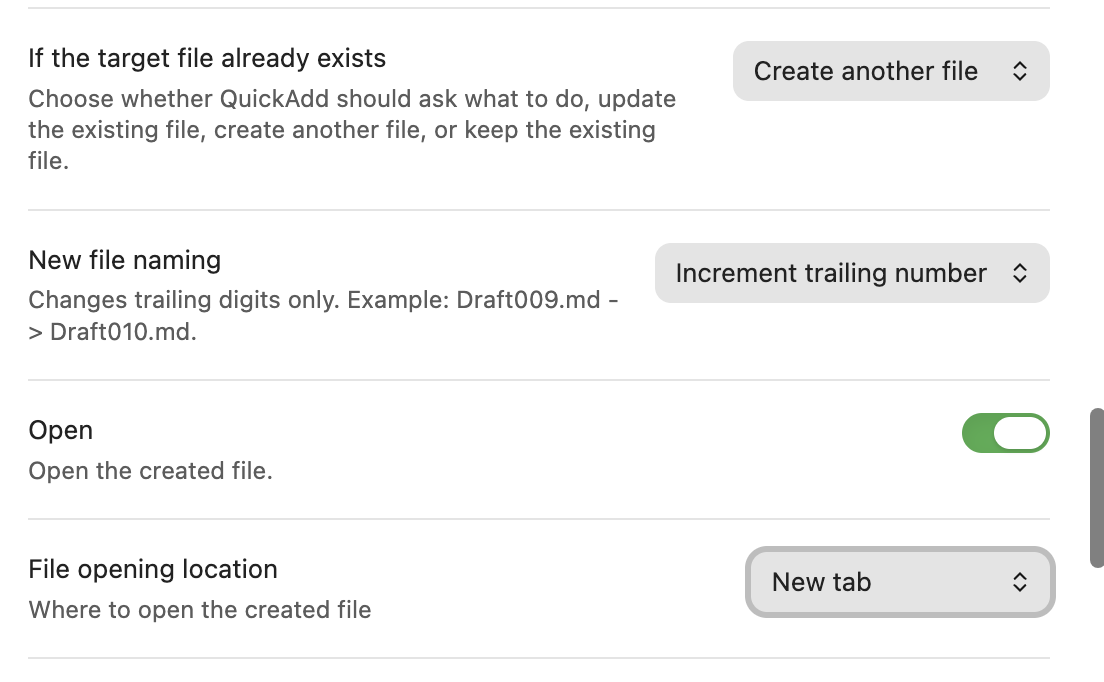 If the target file already exists
Create another file
Choose whether QuickAdd should ask what to do, update
the existing file, create another file, or keep the existing
file.
New file naming
Increment trailing number
Changes trailing digits only. Example: Draft009.md -
> Draft010.md.
Open
Open the created file.
File opening location
New tab
Where to open the created file